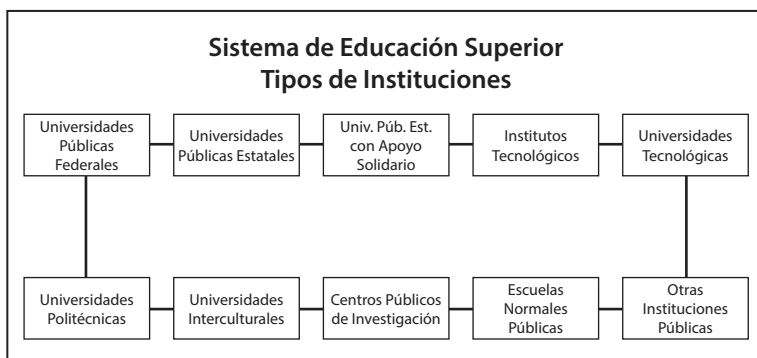 Sistema de Educación Superior
Tipos de Instituciones
Universidades
Públicas
Federales
Universidades
Públicas Estatales
Univ. Púb. Est.
con Apoyo
Solidario
Institutos
Tecnológicos
Universidades
Tecnológicas
Universidades
Politécnicas
Universidades
Interculturales
Centros Públicos
de Investigación
Escuelas
Normales
Públicas
Otras
Instituciones
Públicas